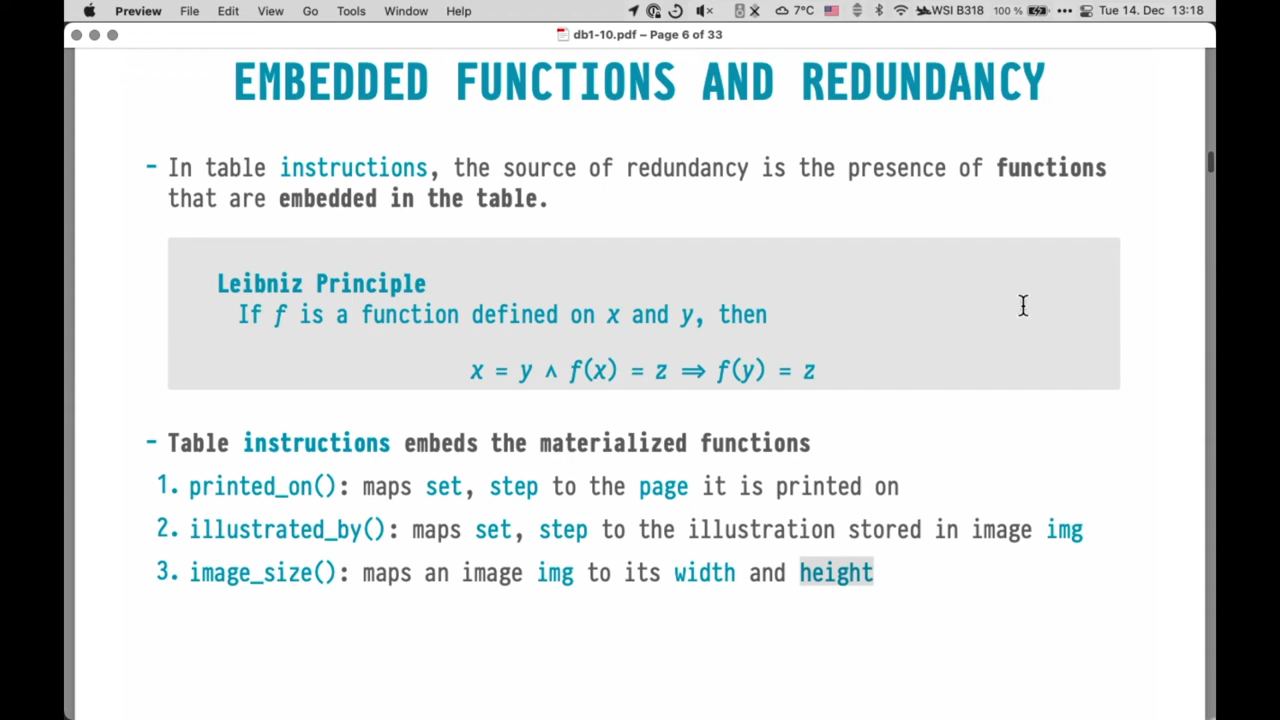 Preview File Edit View Go Tools Window Help 7°C WSI B318 100 % Tue 14. Dec 13:18
db1-10.pdf – Page 6 of 33
EMBEDDED FUNCTIONS AND REDUNDANCY
- In table instructions, the source of redundancy is the presence of functions
that are embedded in the table.
Leibniz Principle
If f is a function defined on x and y, then
x = y ∧ f(x) = z ⟹ f(y) = z
- Table instructions embeds the materialized functions
1. printed_on(): maps set, step to the page it is printed on
2. illustrated_by(): maps set, step to the illustration stored in image img
3. image_size(): maps an image img to its width and height